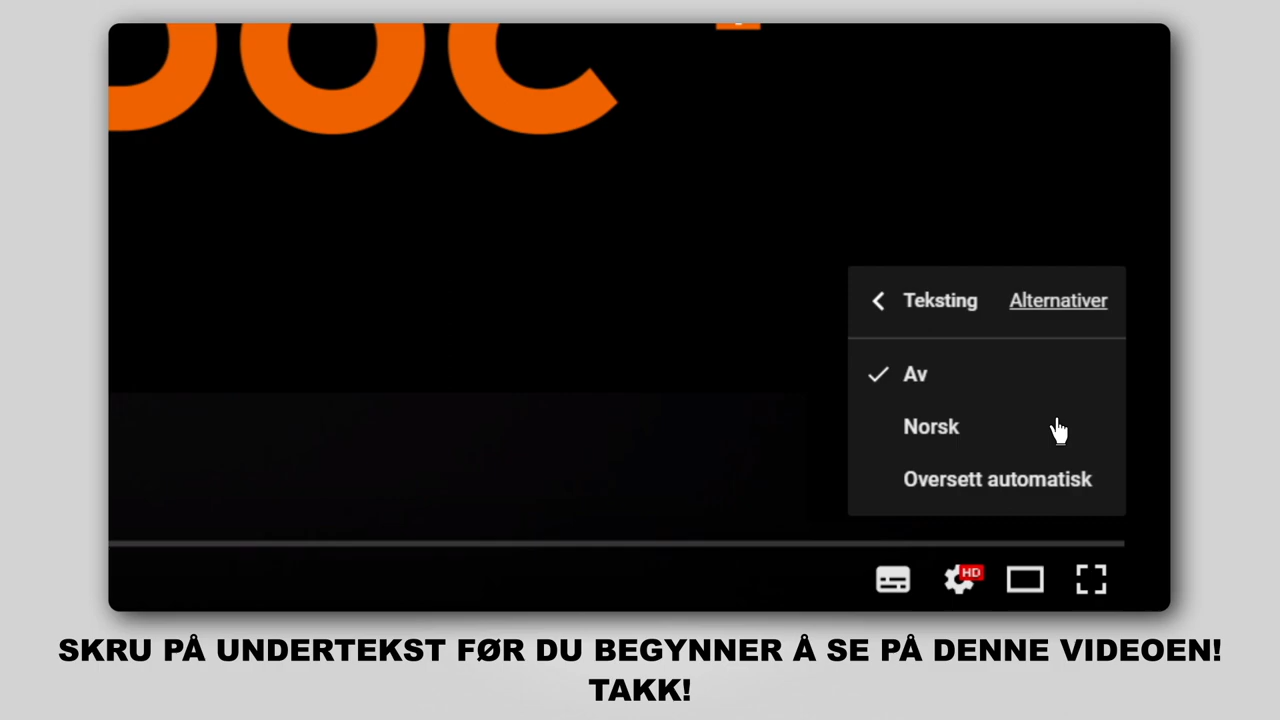 Teksting Alternativer
Av
Norsk
Oversett automatisk
HD
SKRU PÅ UNDERTEKST FØR DU BEGYNNER Å SE PÅ DENNE VIDEOEN!
TAKK!